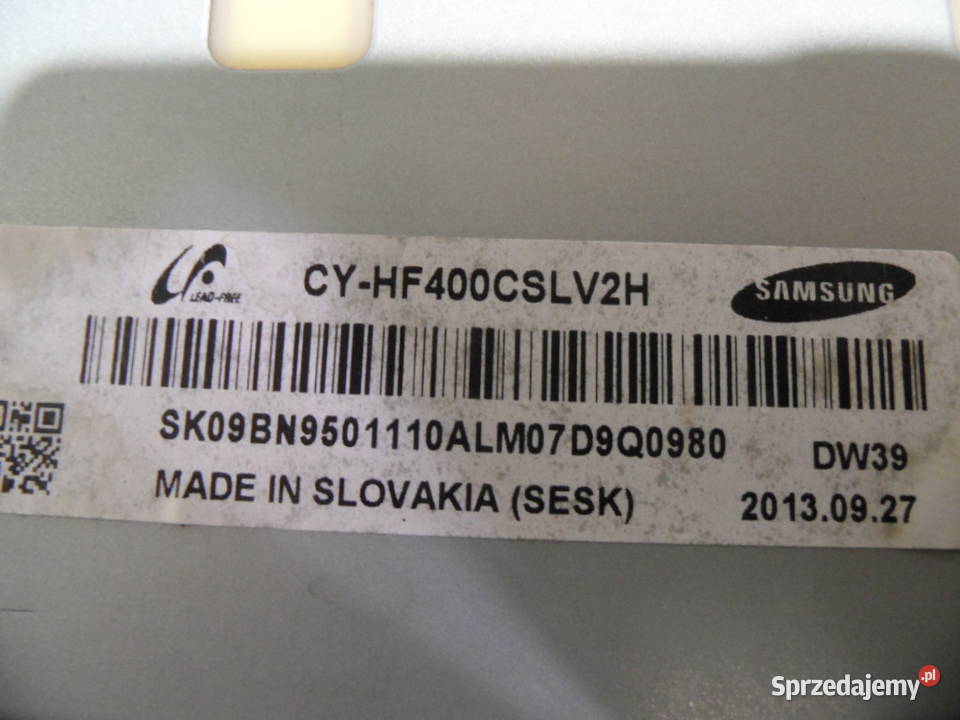 LEAD-FREE CY-HF400CSLV2H SAMSUNG
SK09BN9501110ALM07D9Q0980 DW39
MADE IN SLOVAKIA (SESK) 2013.09.27
Sprzedajemy.pl